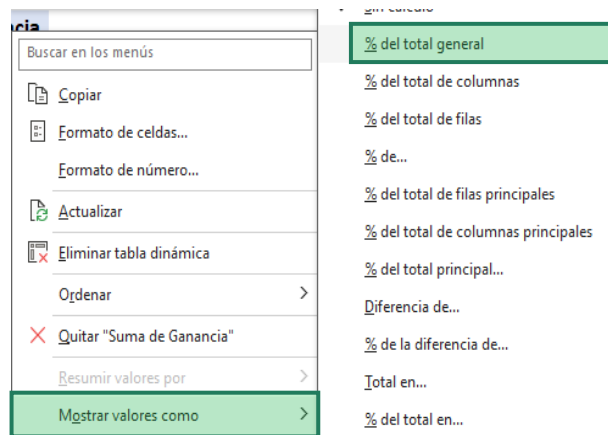 Buscar en los menús
Copiar
Formato de celdas...
Formato de número...
Actualizar
Eliminar tabla dinámica
Ordenar
Quitar "Suma de Ganancia"
Resumir valores por
Mostrar valores como
% del total general
% del total de columnas
% del total de filas
% de...
% del total de filas principales
% del total de columnas principales
% del total principal...
Diferencia de...
% de la diferencia de...
Total en...
% del total en...